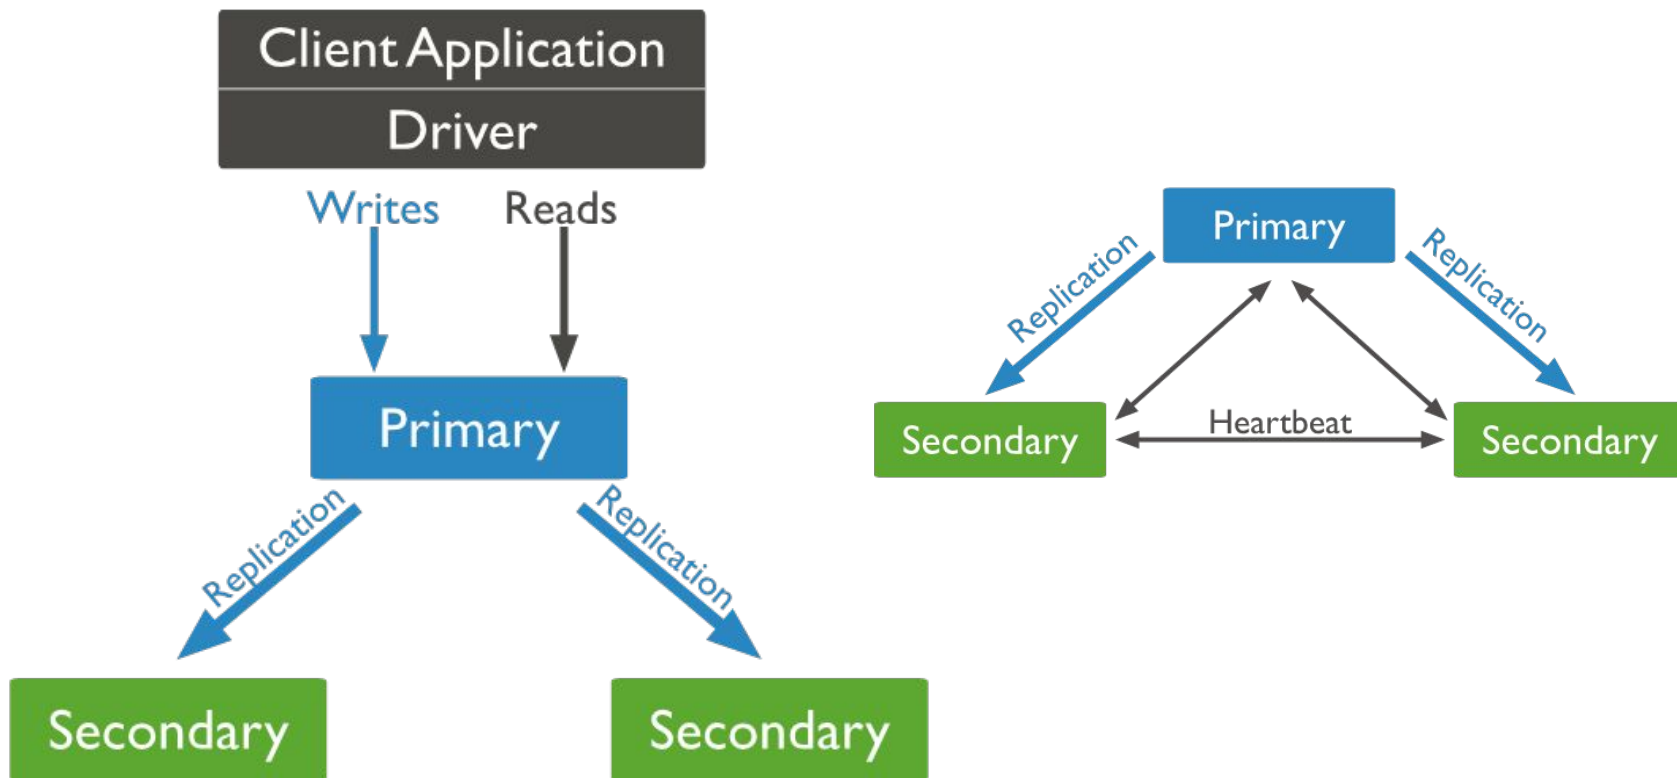 Client Application
Driver
Writes
Reads
Primary
Replication
Replication
Secondary
Secondary
Primary
Replication
Replication
Secondary
Heartbeat
Secondary